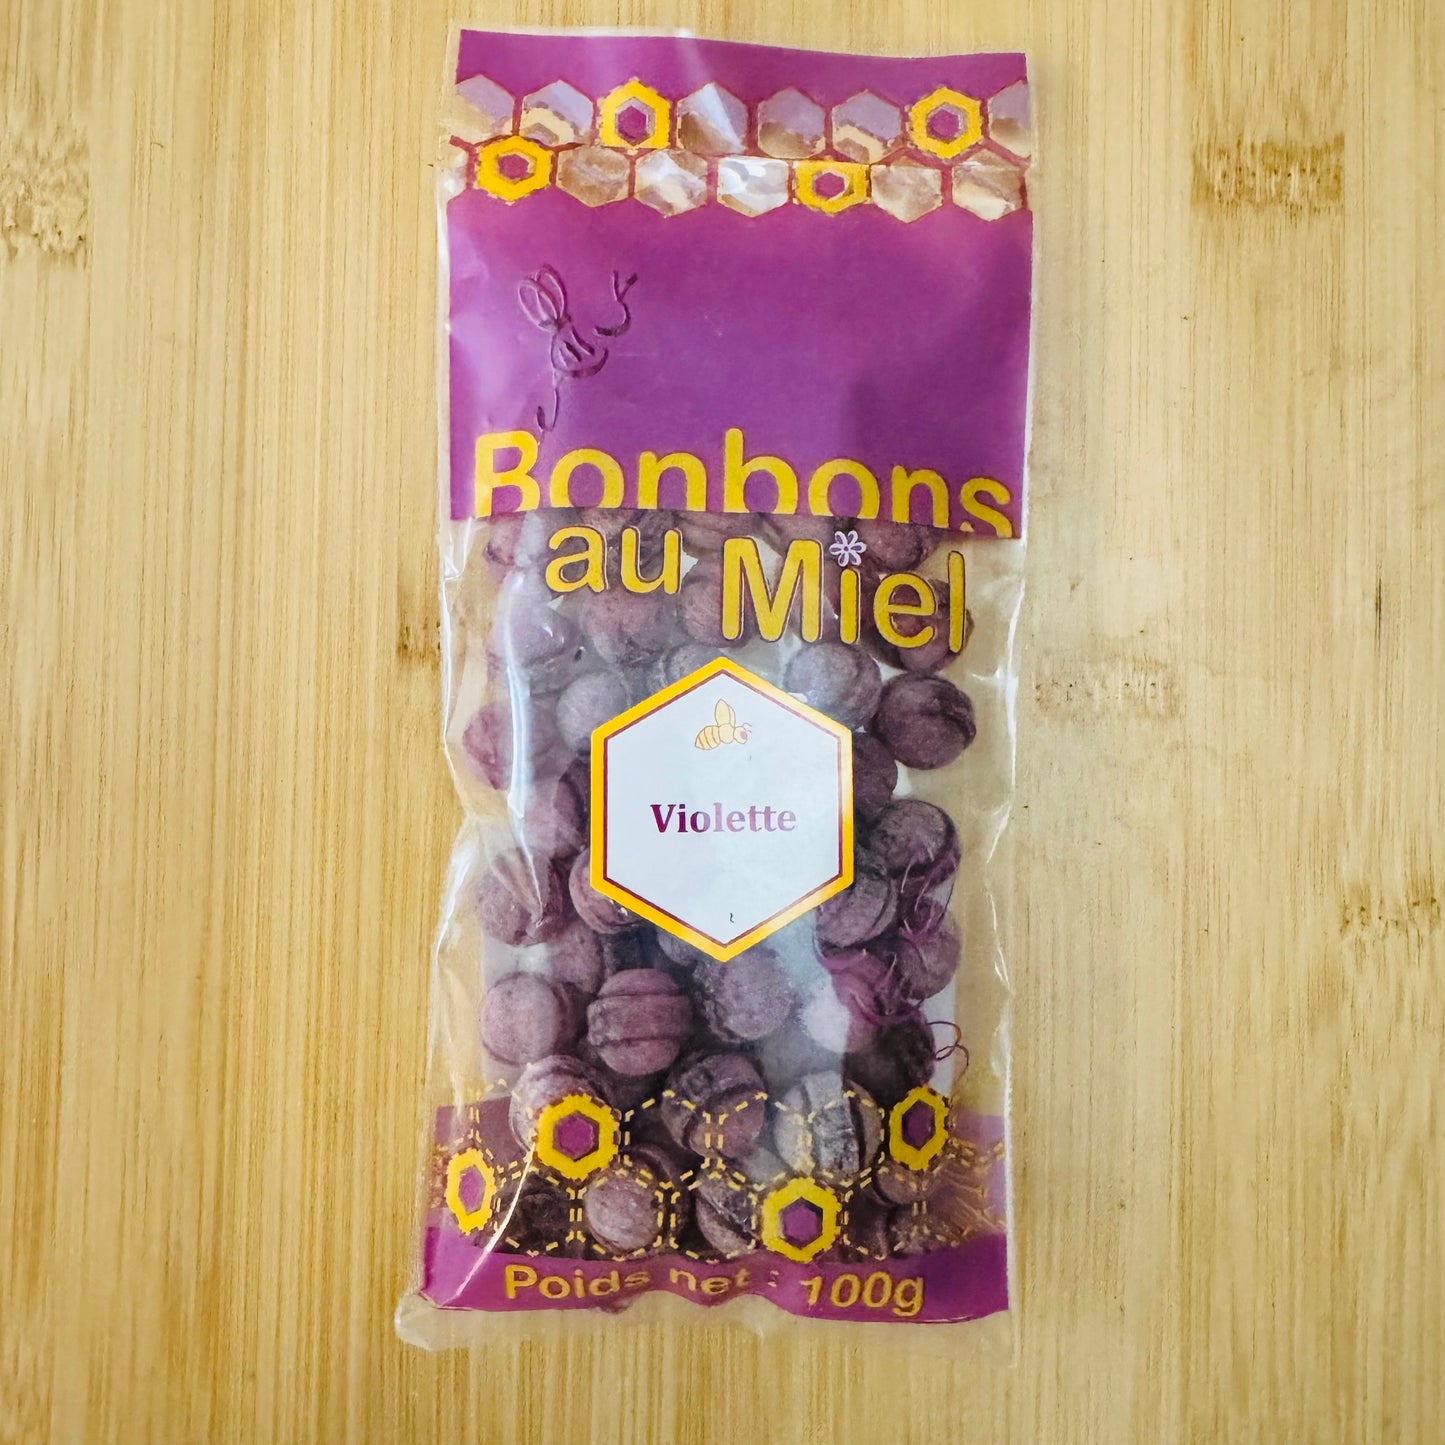 Bonbons
au Miel
Violette
Poids net : 100g